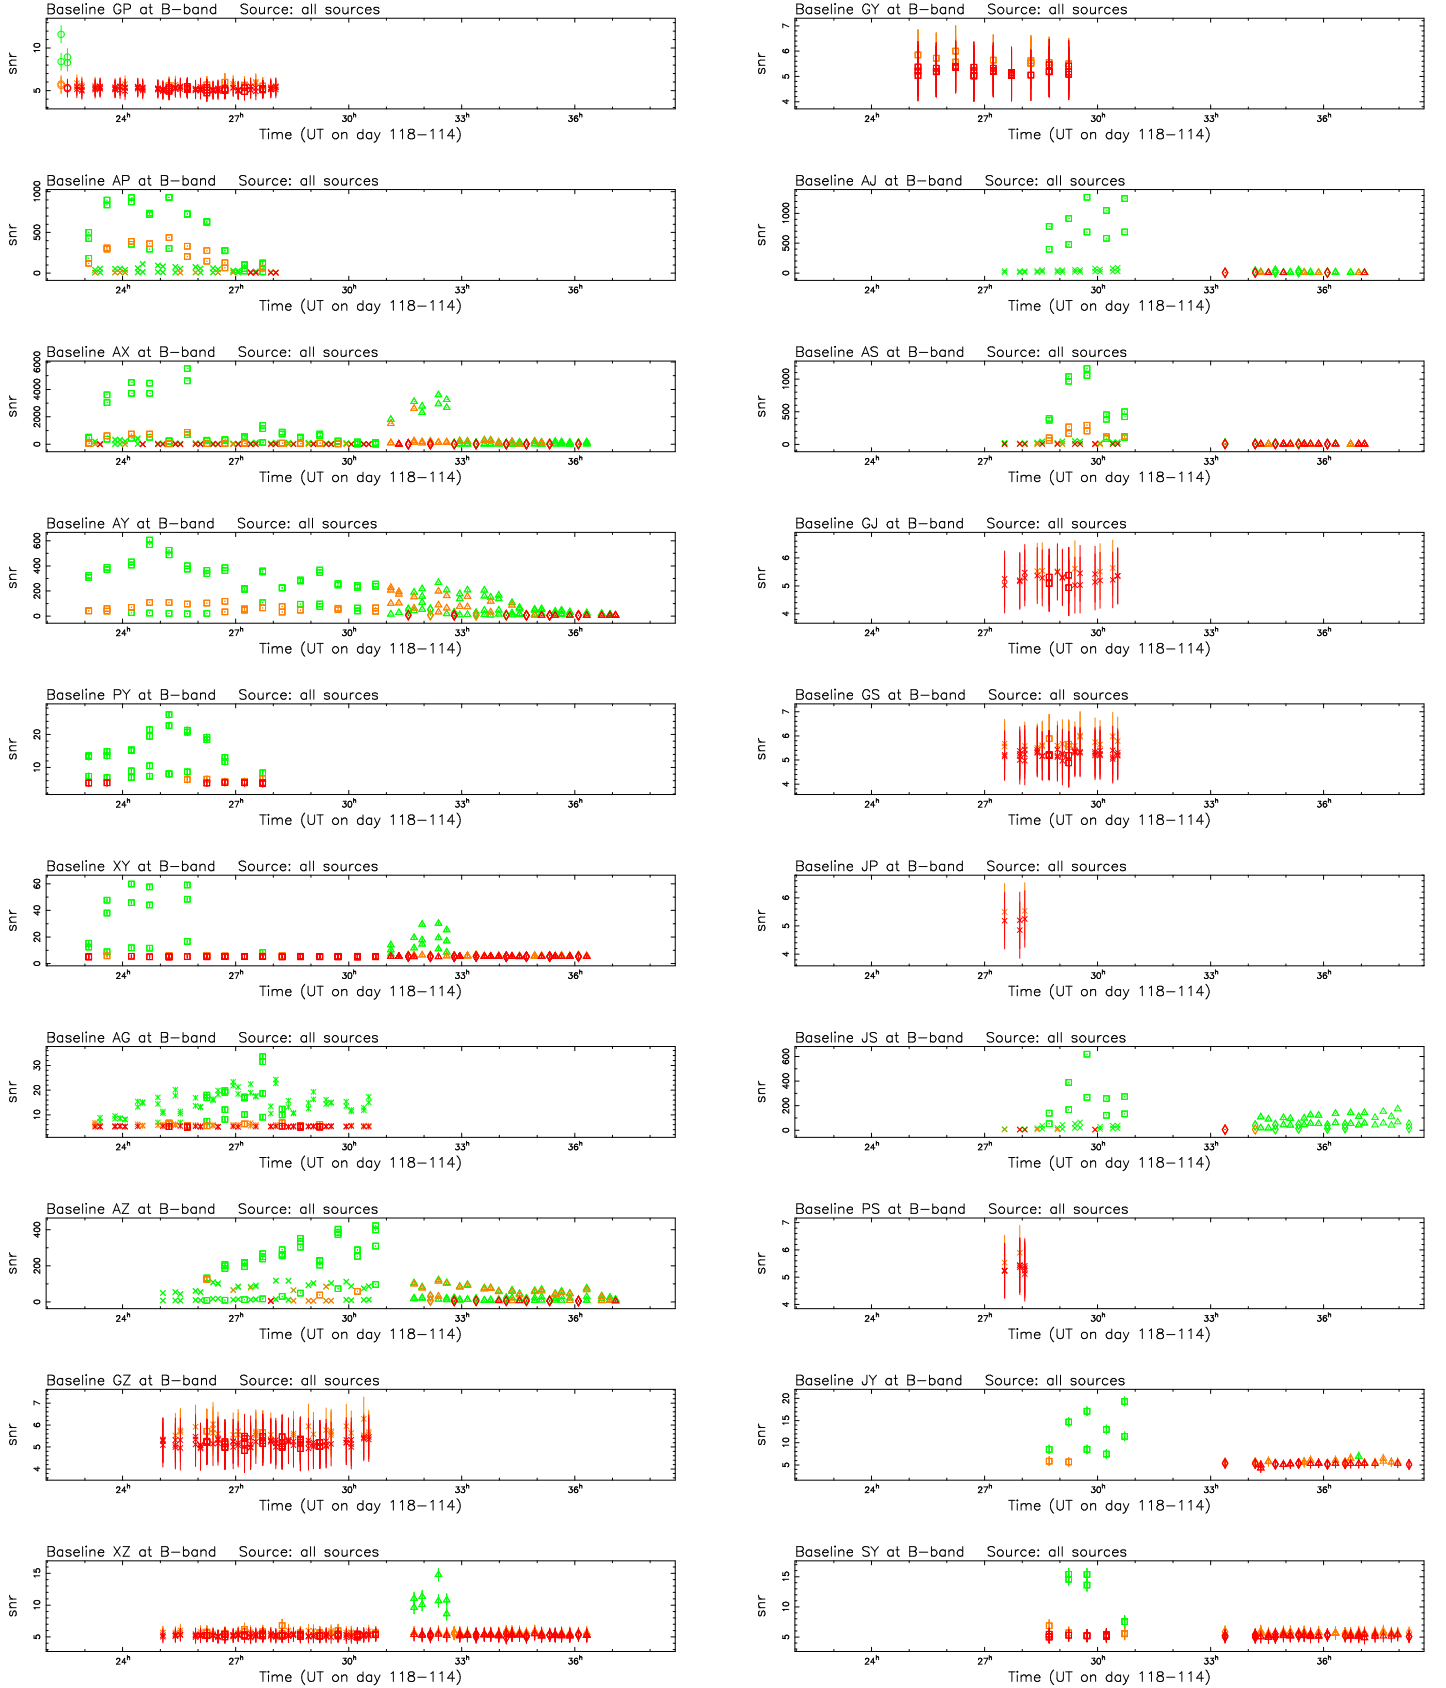 Baseline GP at B-band Source: all sources
snr
10
5
24h 27h 30h 33h 36h
Time (UT on day 118-114)
Baseline GY at B-band Source: all sources
snr
7
6
5
4
24h 27h 30h 33h 36h
Time (UT on day 118-114)
Baseline AP at B-band Source: all sources
snr
1000
500
0
24h 27h 30h 33h 36h
Time (UT on day 118-114)
Baseline AJ at B-band Source: all sources
snr
1000
500
0
24h 27h 30h 33h 36h
Time (UT on day 118-114)
Baseline AX at B-band Source: all sources
snr
6000
4000
2000
0
24h 27h 30h 33h 36h
Time (UT on day 118-114)
Baseline AS at B-band Source: all sources
snr
1000
500
0
24h 27h 30h 33h 36h
Time (UT on day 118-114)
Baseline AY at B-band Source: all sources
snr
600
400
200
0
24h 27h 30h 33h 36h
Time (UT on day 118-114)
Baseline GJ at B-band Source: all sources
snr
6
5
4
24h 27h 30h 33h 36h
Time (UT on day 118-114)
Baseline PY at B-band Source: all sources
snr
20
10
24h 27h 30h 33h 36h
Time (UT on day 118-114)
Baseline GS at B-band Source: all sources
snr
7
6
5
4
24h 27h 30h 33h 36h
Time (UT on day 118-114)
Baseline XY at B-band Source: all sources
snr
60
40
20
0
24h 27h 30h 33h 36h
Time (UT on day 118-114)
Baseline JP at B-band Source: all sources
snr
6
5
4
24h 27h 30h 33h 36h
Time (UT on day 118-114)
Baseline AG at B-band Source: all sources
snr
30
20
10
24h 27h 30h 33h 36h
Time (UT on day 118-114)
Baseline JS at B-band Source: all sources
snr
600
400
200
0
24h 27h 30h 33h 36h
Time (UT on day 118-114)
Baseline AZ at B-band Source: all sources
snr
400
200
0
24h 27h 30h 33h 36h
Time (UT on day 118-114)
Baseline PS at B-band Source: all sources
snr
7
6
5
4
24h 27h 30h 33h 36h
Time (UT on day 118-114)
Baseline GZ at B-band Source: all sources
snr
7
6
5
4
24h 27h 30h 33h 36h
Time (UT on day 118-114)
Baseline JY at B-band Source: all sources
snr
20
15
10
5
24h 27h 30h 33h 36h
Time (UT on day 118-114)
Baseline XZ at B-band Source: all sources
snr
15
10
5
24h 27h 30h 33h 36h
Time (UT on day 118-114)
Baseline SY at B-band Source: all sources
snr
15
10
5
24h 27h 30h 33h 36h
Time (UT on day 118-114)